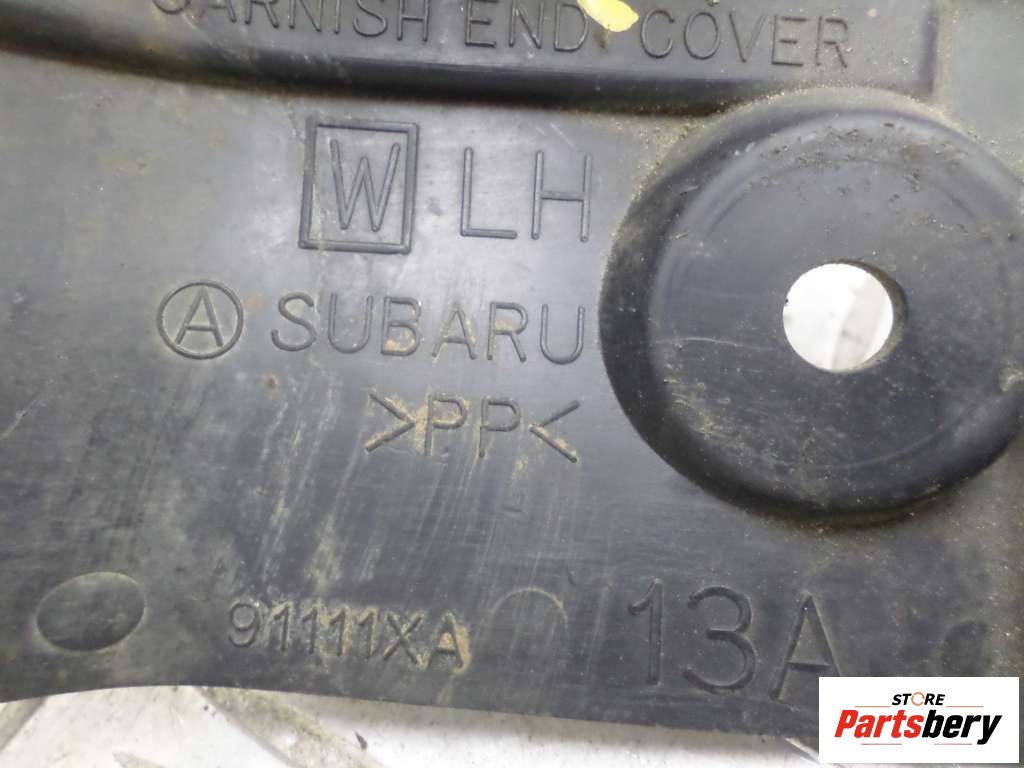 GARNISH END, COVER
W LH
A SUBARU
>PP<
91111XA 13A
STORE
Partsbery